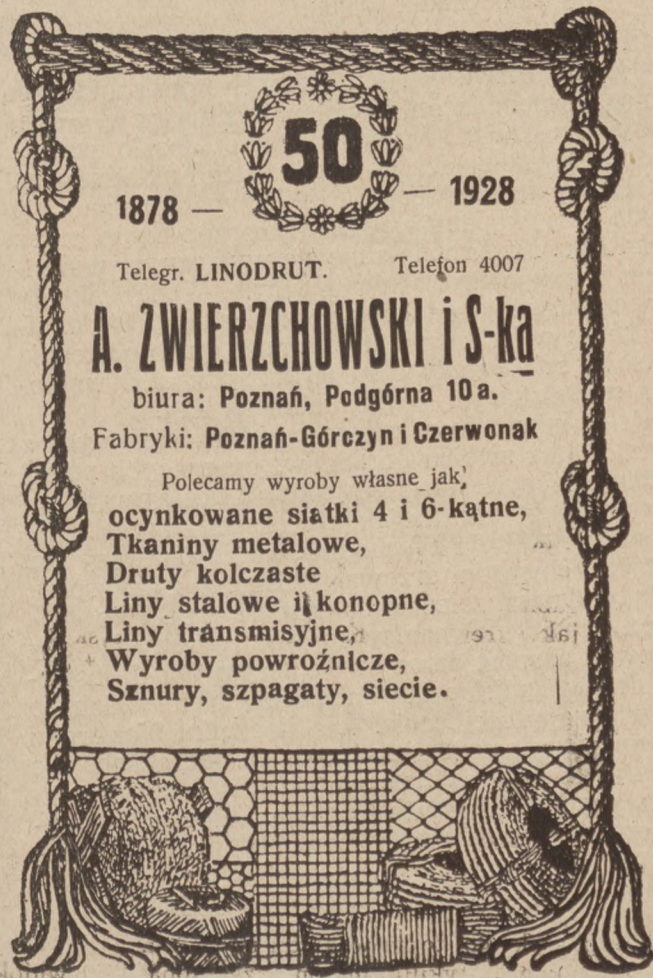 50
1878 — — 1928
Telegr. LINODRUT. Telefon 4007
A. ZWIERZCHOWSKI i S-ka
biura: Poznań, Podgórna 10a.
Fabryki: Poznań-Górczyn i Czerwonak
Polecamy wyroby własne jak:
ocynkowane siatki 4 i 6-kątne,
Tkaniny metalowe,
Druty kolczaste
Liny stalowe i konopne,
Liny transmisyjne,
Wyroby powroźnicze,
Sznury, szpagaty, siecie.